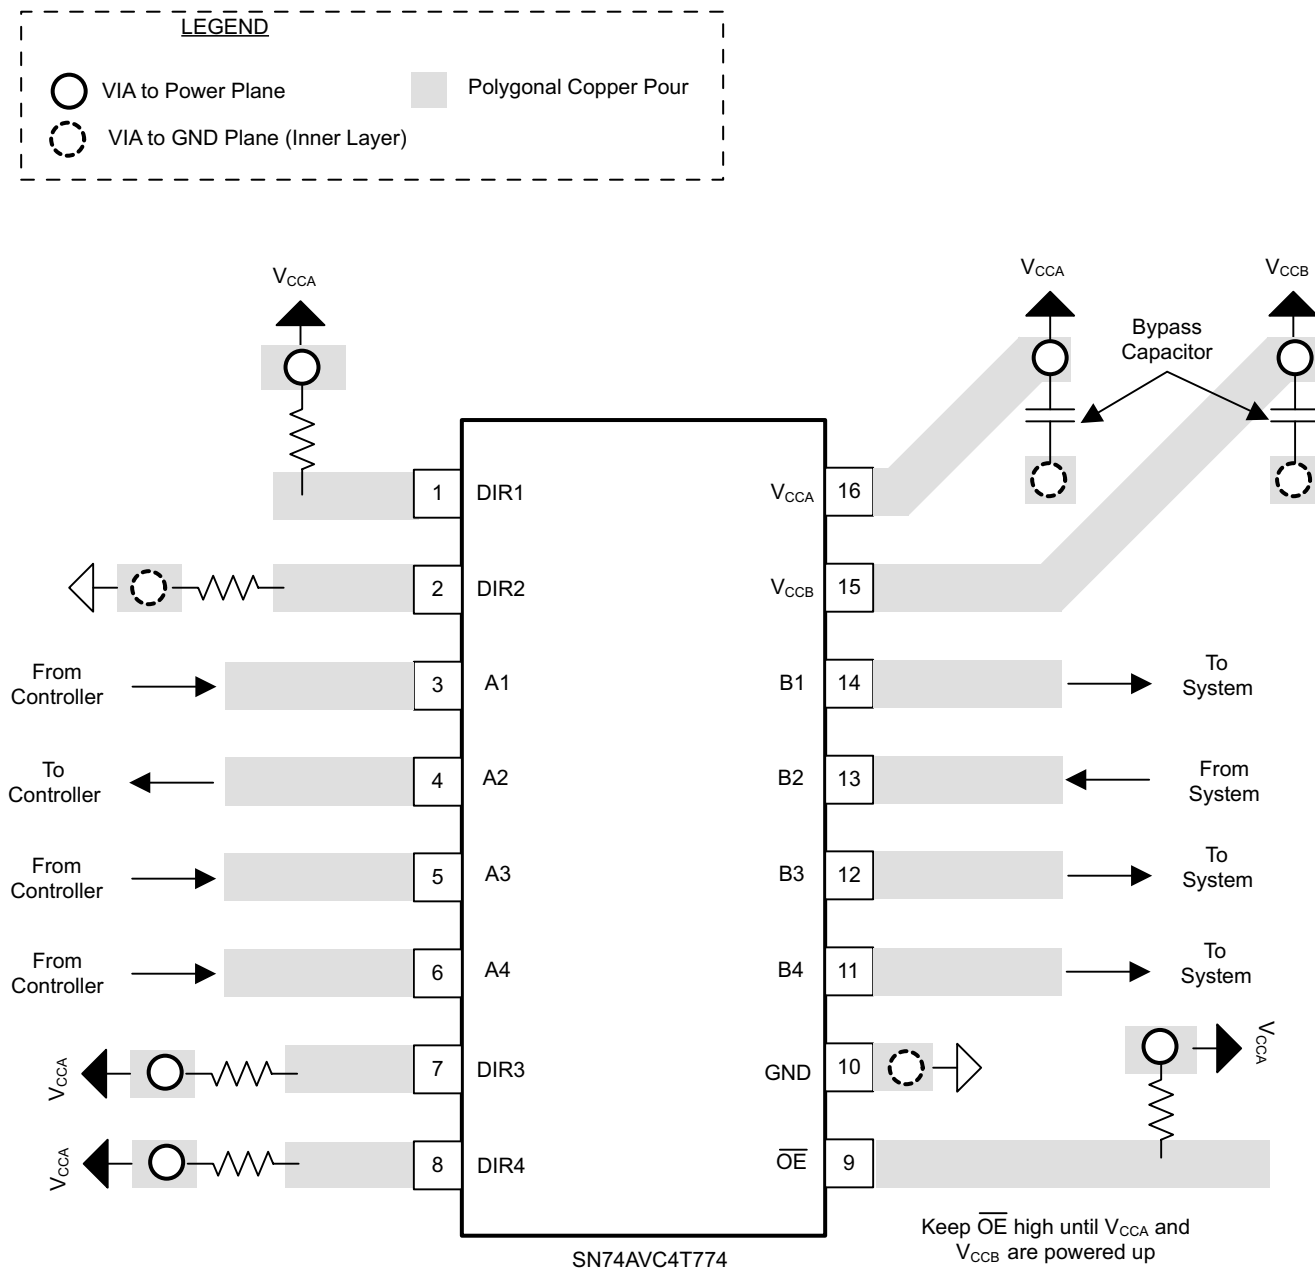 LEGEND
VIA to Power Plane
Polygonal Copper Pour
VIA to GND Plane (Inner Layer)
VCCA
VCCA
VCCB
Bypass
Capacitor
1 DIR1
VCCA 16
2 DIR2
VCCB 15
From
Controller
3 A1
B1 14
To
System
To
Controller
4 A2
B2 13
From
System
From
Controller
5 A3
B3 12
To
System
From
Controller
6 A4
B4 11
To
System
VCCA
7 DIR3
GND 10
VCCA
VCCA
8 DIR4
O̅E̅ 9
Keep O̅E̅ high until VCCA and
VCCB are powered up
SN74AVC4T774